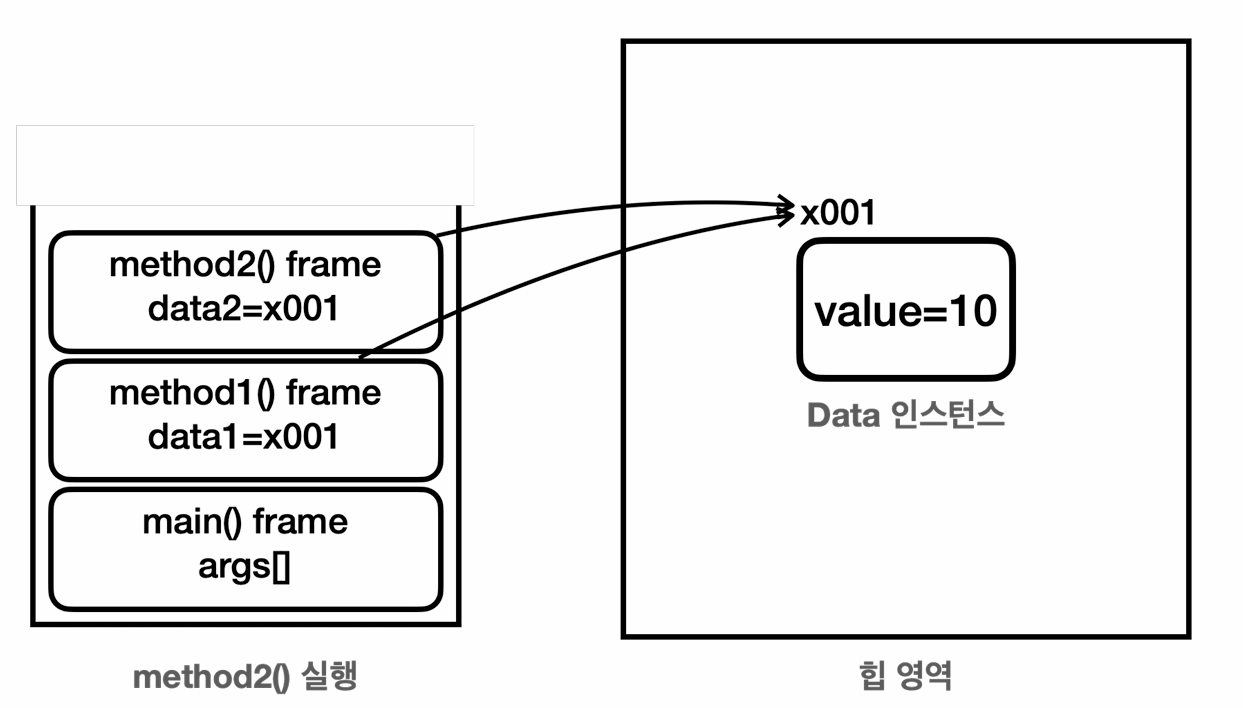 method2() frame
data2=x001
method1() frame
data1=x001
main() frame
args[]
method2() 실행
x001
value=10
Data 인스턴스
힙 영역